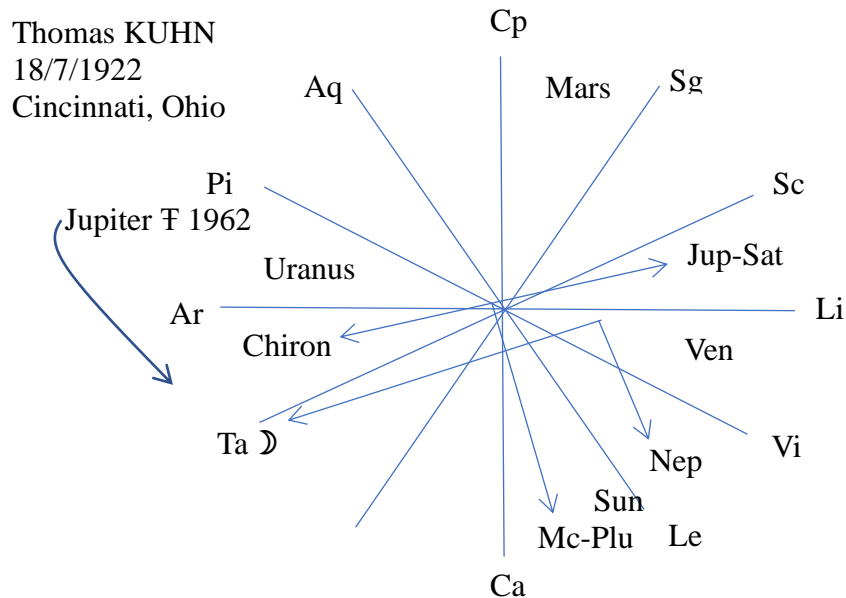 Thomas KUHN
18/7/1922
Cincinnati, Ohio
Cp
Aq
Mars
Sg
Pi
Sc
Jupiter Ŧ 1962
Jup-Sat
Uranus
Ar
Li
Chiron
Ven
Ta ☽
Vi
Nep
Sun
Mc-Plu
Le
Ca